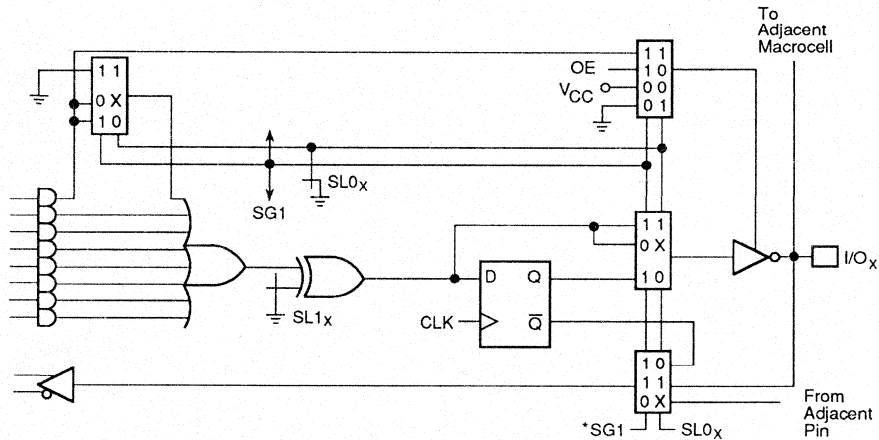 To
Adjacent
Macrocell
1 1
OE
1 0
VCC
0 0
0 1
1 1
0 X
1 0
SL0x
SG1
1 1
0 X
1 0
I/Ox
D
Q
SL1x
CLK
Q̅
1 0
1 1
0 X
From
Adjacent
Pin
*SG1
SL0x